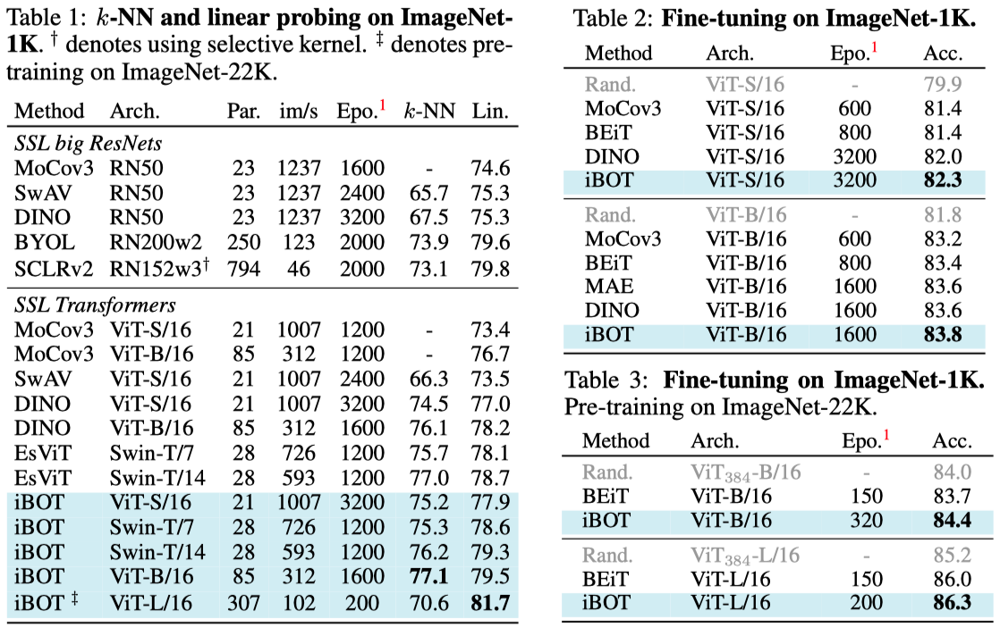 Table 1: k-NN and linear probing on ImageNet-
1K. † denotes using selective kernel. ‡ denotes pre-
training on ImageNet-22K.
Method Arch. Par. im/s Epo.1 k-NN Lin.
SSL big ResNets
MoCov3 RN50 23 1237 1600 - 74.6
SwAV RN50 23 1237 2400 65.7 75.3
DINO RN50 23 1237 3200 67.5 75.3
BYOL RN200w2 250 123 2000 73.9 79.6
SCLRv2 RN152w3† 794 46 2000 73.1 79.8
SSL Transformers
MoCov3 ViT-S/16 21 1007 1200 - 73.4
MoCov3 ViT-B/16 85 312 1200 - 76.7
SwAV ViT-S/16 21 1007 2400 66.3 73.5
DINO ViT-S/16 21 1007 3200 74.5 77.0
DINO ViT-B/16 85 312 1600 76.1 78.2
EsViT Swin-T/7 28 726 1200 75.7 78.1
EsViT Swin-T/14 28 593 1200 77.0 78.7
iBOT ViT-S/16 21 1007 3200 75.2 77.9
iBOT Swin-T/7 28 726 1200 75.3 78.6
iBOT Swin-T/14 28 593 1200 76.2 79.3
iBOT ViT-B/16 85 312 1600 77.1 79.5
iBOT ‡ ViT-L/16 307 102 200 70.6 81.7
Table 2: Fine-tuning on ImageNet-1K.
Method Arch. Epo.1 Acc.
Rand. ViT-S/16 - 79.9
MoCov3 ViT-S/16 600 81.4
BEiT ViT-S/16 800 81.4
DINO ViT-S/16 3200 82.0
iBOT ViT-S/16 3200 82.3
Rand. ViT-B/16 - 81.8
MoCov3 ViT-B/16 600 83.2
BEiT ViT-B/16 800 83.4
MAE ViT-B/16 1600 83.6
DINO ViT-B/16 1600 83.6
iBOT ViT-B/16 1600 83.8
Table 3: Fine-tuning on ImageNet-1K.
Pre-training on ImageNet-22K.
Method Arch. Epo.1 Acc.
Rand. ViT384-B/16 - 84.0
BEiT ViT-B/16 150 83.7
iBOT ViT-B/16 320 84.4
Rand. ViT384-L/16 - 85.2
BEiT ViT-L/16 150 86.0
iBOT ViT-L/16 200 86.3